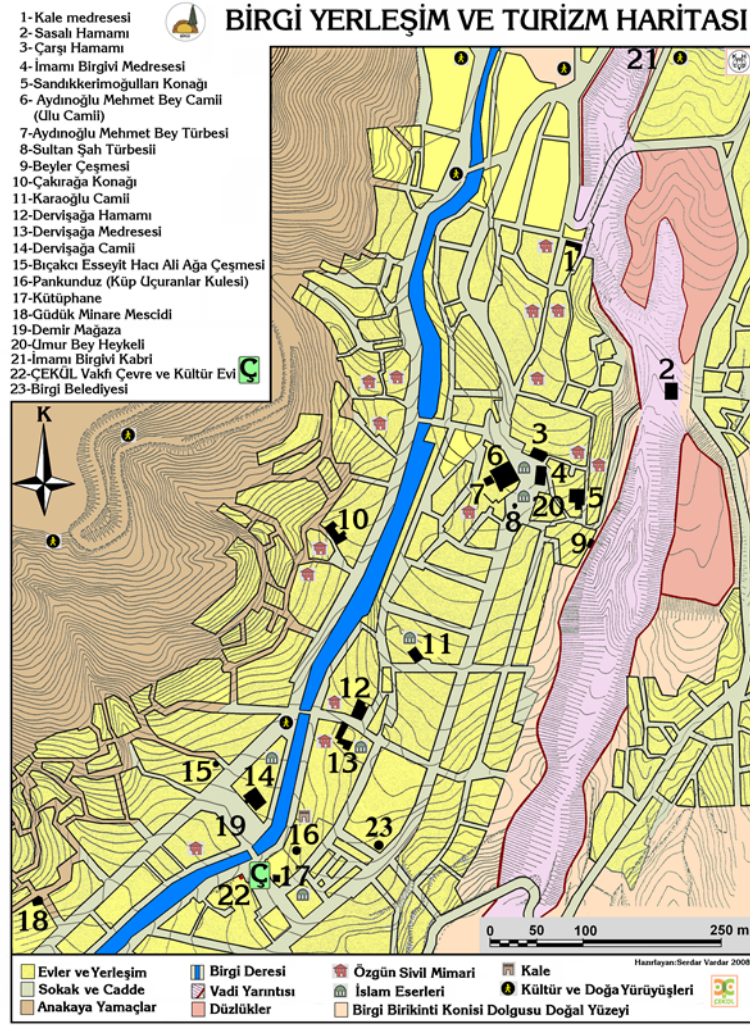 BİRGİ YERLEŞİM VE TURİZM HARİTASI
1- Kale medresesi
2- Sasalı Hamamı
3- Çarşı Hamamı
4- İmamı Birgivi Medresesi
5-Sandıkkerimoğulları Konağı
6- Aydınoğlu Mehmet Bey Camii
(Ulu Camii)
7-Aydınoğlu Mehmet Bey Türbesi
8-Sultan Şah Türbesii
9-Beyler Çeşmesi
10-Çakırağa Konağı
11-Karaoğlu Camii
12-Dervişağa Hamamı
13-Dervişağa Medresesi
14-Dervişağa Camii
15-Bıçakcı Esseyit Hacı Ali Ağa Çeşmesi
16-Pankunduz (Küp Uçuranlar Kulesi)
17-Kütüphane
18-Güdük Minare Mescidi
19-Demir Mağaza
20-Umur Bey Heykeli
21-İmamı Birgivi Kabri
22-ÇEKÜL Vakfı Çevre ve Kültür Evi Ç
23-Birgi Belediyesi
K
21
1
2
3
6
4
7
20
5
8
9
10
11
12
13
15
14
19
16
23
Ç
17
22
18
0 50 100 250 m
Hazırlayan:Serdar Vardar 2008
Evler ve Yerleşim
Sokak ve Cadde
Anakaya Yamaçlar
Birgi Deresi
Vadi Yarıntısı
Düzlükler
Özgün Sivil Mimari
İslam Eserleri
Birgi Birikinti Konisi Dolgusu Doğal Yüzeyi
Kale
Kültür ve Doğa Yürüyüşleri
ÇEKÜL